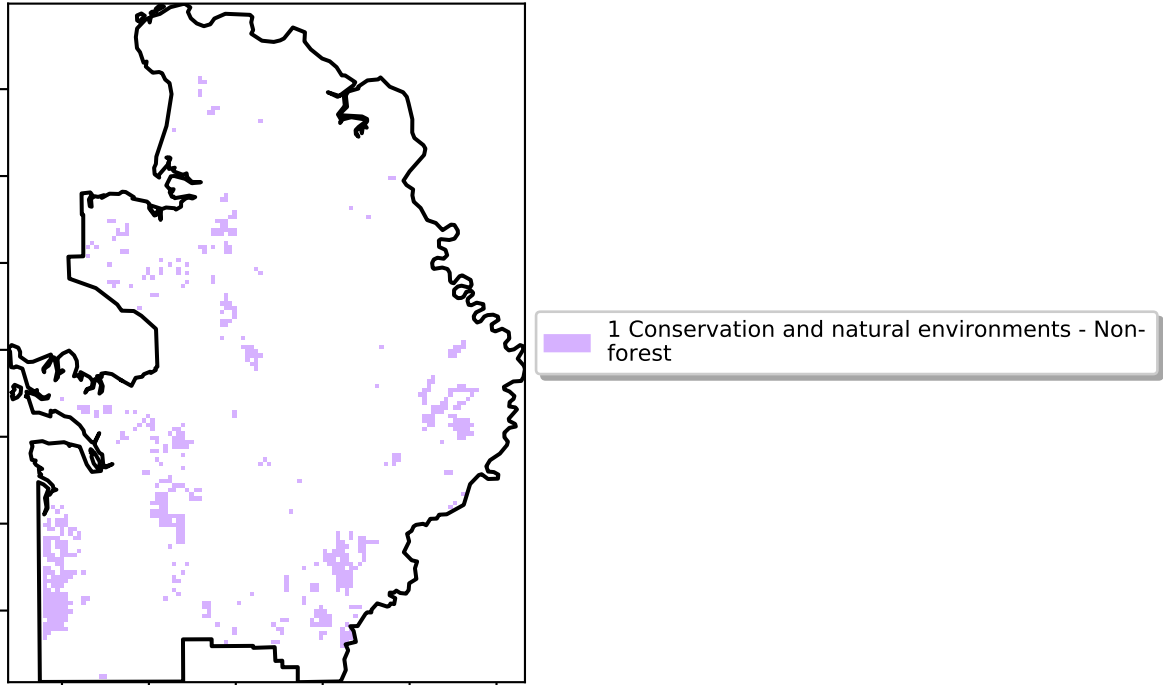 1 Conservation and natural environments - Non-
forest